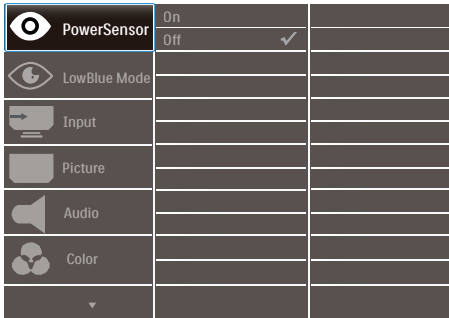 PowerSensor
On
Off
LowBlue Mode
Input
Picture
Audio
Color